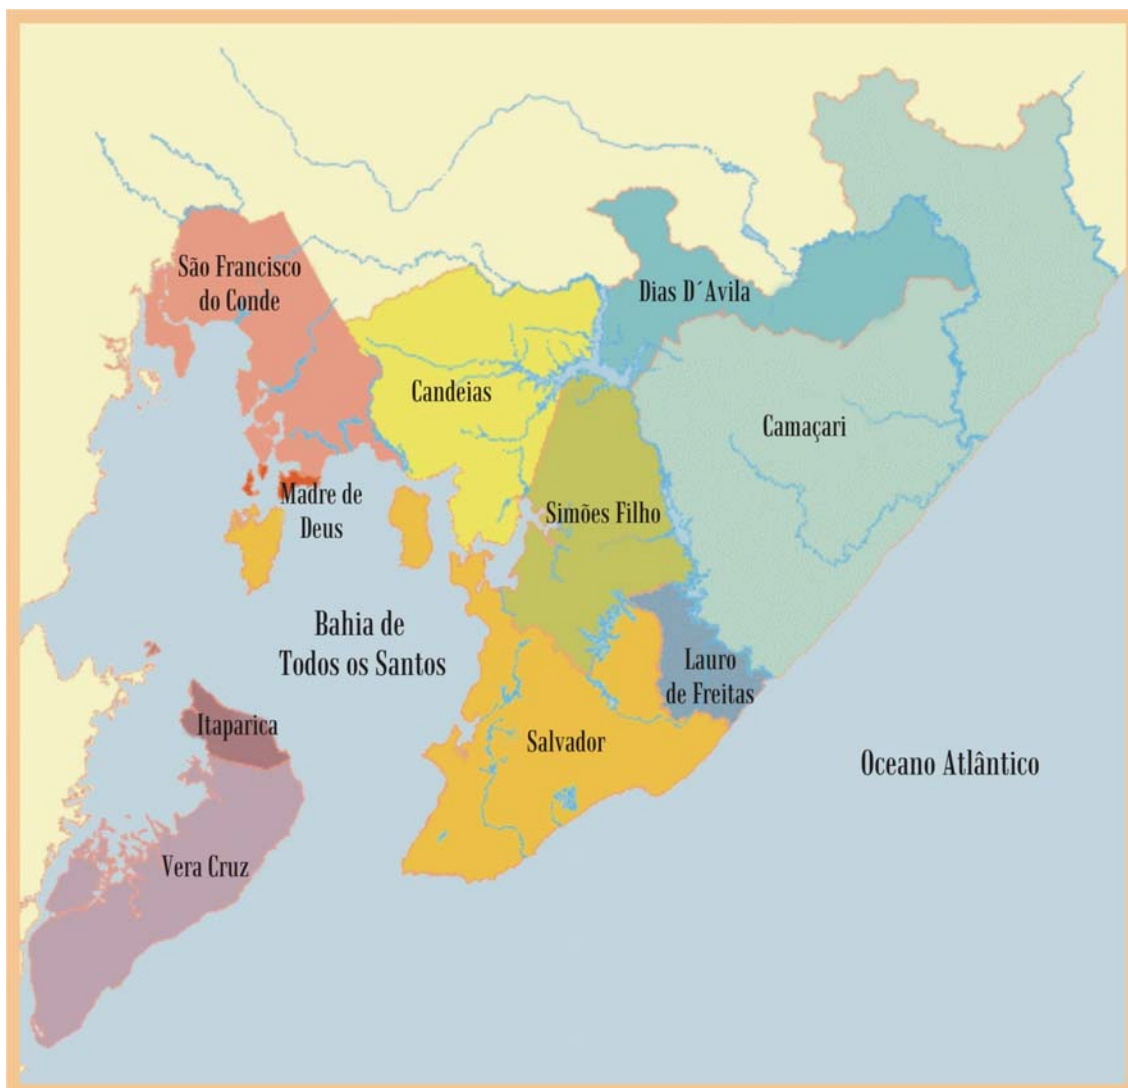 São Francisco
do Conde
Dias D´Avila
Candeias
Camaçari
Madre de
Deus
Simões Filho
Bahia de
Todos os Santos
Lauro
de Freitas
Itaparica
Salvador
Oceano Atlântico
Vera Cruz